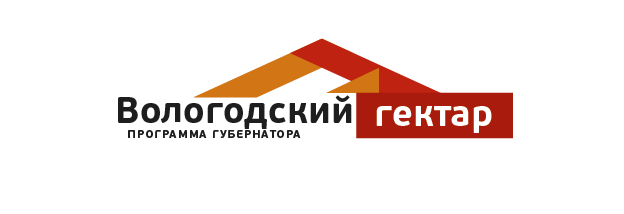 Вологодский гектар
ПРОГРАММА ГУБЕРНАТОРА